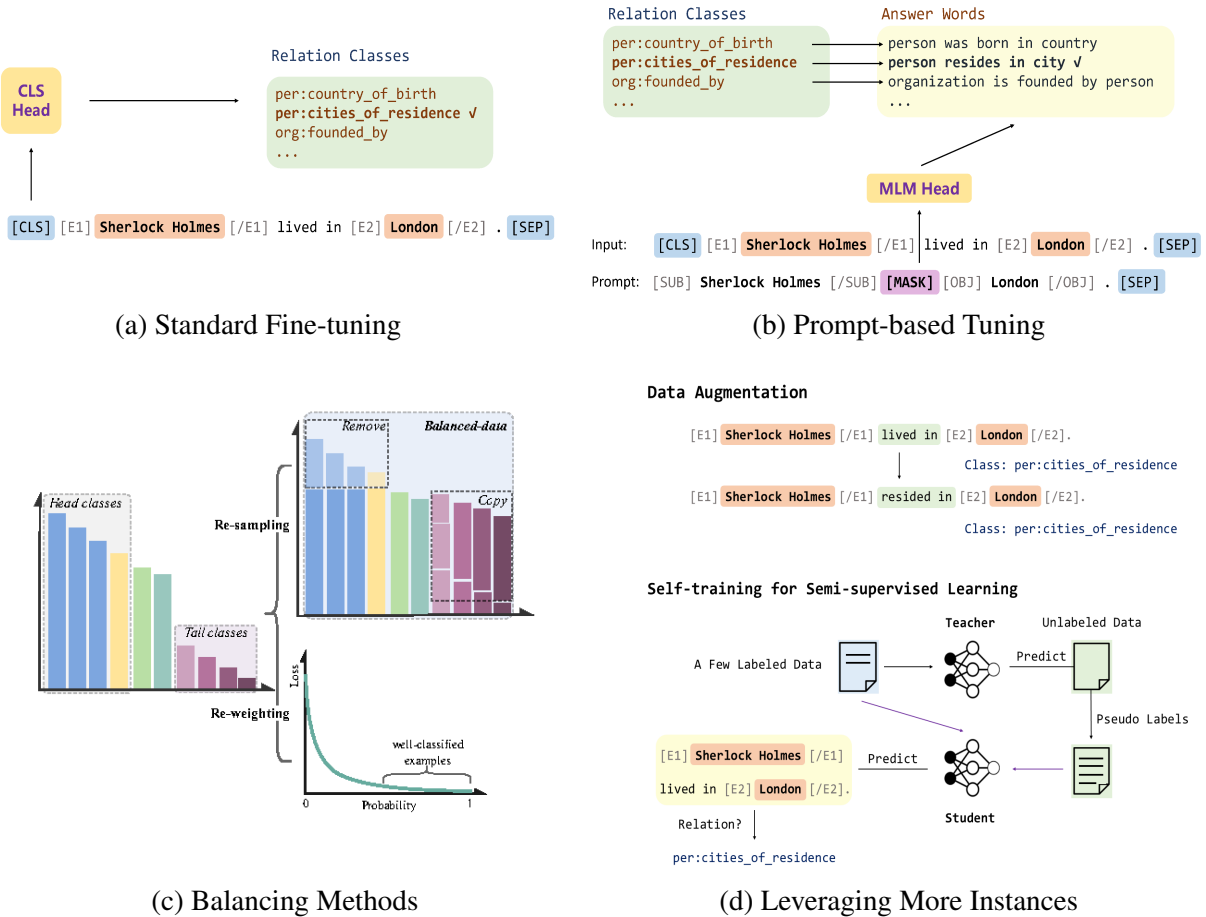 Relation Classes
CLS
Head
per:country_of_birth
per:cities_of_residence √
org:founded_by
...
[CLS] [E1] Sherlock Holmes [/E1] lived in [E2] London [/E2] . [SEP]
(a) Standard Fine-tuning
Relation Classes
Answer Words
per:country_of_birth
per:cities_of_residence
org:founded_by
...
person was born in country
person resides in city √
organization is founded by person
...
MLM Head
Input: [CLS] [E1] Sherlock Holmes [/E1] lived in [E2] London [/E2] . [SEP]
Prompt: [SUB] Sherlock Holmes [/SUB] [MASK] [OBJ] London [/OBJ] . [SEP]
(b) Prompt-based Tuning
Head classes
Tail classes
Re-sampling
Re-weighting
Remove
Balanced-data
Copy
Loss
well-classified
examples
0
Probability
1
(c) Balancing Methods
Data Augmentation
[E1] Sherlock Holmes [/E1] lived in [E2] London [/E2].
Class: per:cities_of_residence
[E1] Sherlock Holmes [/E1] resided in [E2] London [/E2].
Class: per:cities_of_residence
Self-training for Semi-supervised Learning
Teacher
Unlabeled Data
A Few Labeled Data
Predict
Pseudo Labels
[E1] Sherlock Holmes [/E1]
lived in [E2] London [/E2].
Predict
Student
Relation?
per:cities_of_residence
(d) Leveraging More Instances